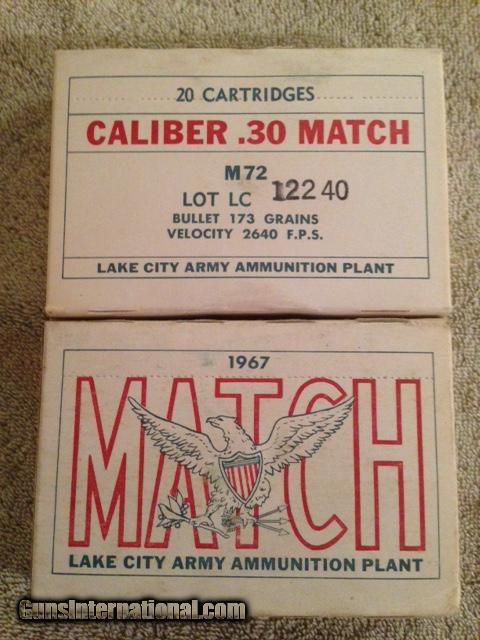 20 CARTRIDGES
CALIBER .30 MATCH
M72
LOT LC 12240
BULLET 173 GRAINS
VELOCITY 2640 F.P.S.
LAKE CITY ARMY AMMUNITION PLANT
1967
MATCH
LAKE CITY ARMY AMMUNITION PLANT
GunsInternational.com